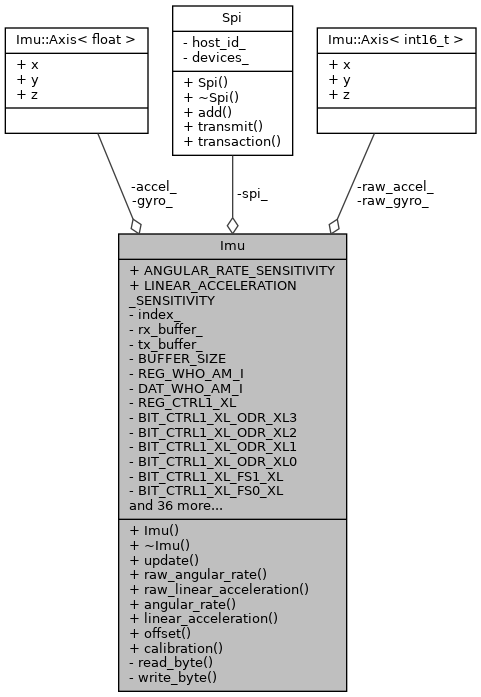 Spi
- host_id_
- devices_
+ Spi()
+ ~Spi()
+ add()
+ transmit()
+ transaction()
Imu::Axis< float >
+ x
+ y
+ z
Imu::Axis< int16_t >
+ x
+ y
+ z
-accel_
-gyro_
-spi_
-raw_accel_
-raw_gyro_
Imu
+ ANGULAR_RATE_SENSITIVITY
+ LINEAR_ACCELERATION
_SENSITIVITY
- index_
- rx_buffer_
- tx_buffer_
- BUFFER_SIZE
- REG_WHO_AM_I
- DAT_WHO_AM_I
- REG_CTRL1_XL
- BIT_CTRL1_XL_ODR_XL3
- BIT_CTRL1_XL_ODR_XL2
- BIT_CTRL1_XL_ODR_XL1
- BIT_CTRL1_XL_ODR_XL0
- BIT_CTRL1_XL_FS1_XL
- BIT_CTRL1_XL_FS0_XL
and 36 more...
+ Imu()
+ ~Imu()
+ update()
+ raw_angular_rate()
+ raw_linear_acceleration()
+ angular_rate()
+ linear_acceleration()
+ offset()
+ calibration()
- read_byte()
- write_byte()